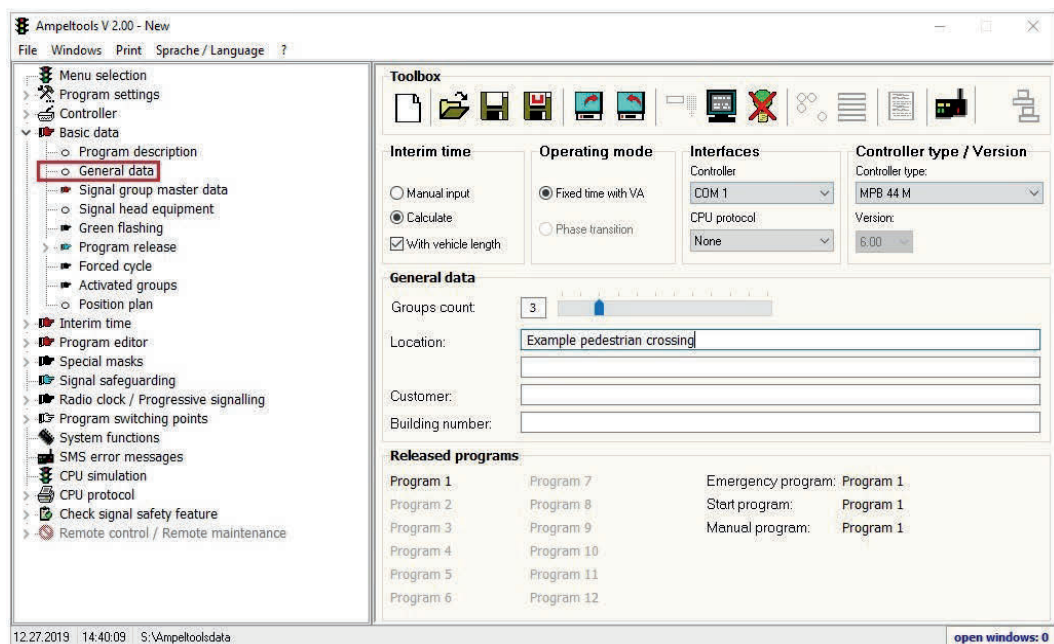 Ampeltools V 2.00 - New
File Windows Print Sprache / Language ?
Menu selection
Program settings
Controller
Basic data
Program description
General data
Signal group master data
Signal head equipment
Green flashing
Program release
Forced cycle
Activated groups
Position plan
Interim time
Program editor
Special masks
Signal safeguarding
Radio clock / Progressive signalling
Program switching points
System functions
SMS error messages
CPU simulation
CPU protocol
Check signal safety feature
Remote control / Remote maintenance
Toolbox
Interim time
Manual input
Calculate
With vehicle length
Operating mode
Fixed time with VA
Phase transition
Interfaces
Controller
COM 1
CPU protocol
None
Controller type / Version
Controller type:
MPB 44 M
Version:
6.00
General data
Groups count: 3
Location: Example pedestrian crossing
Customer:
Building number:
Released programs
Program 1 Program 7 Emergency program: Program 1
Program 2 Program 8 Start program: Program 1
Program 3 Program 9 Manual program: Program 1
Program 4 Program 10
Program 5 Program 11
Program 6 Program 12
12.27.2019 14:40:09 S:\Ampeltoolsdata open windows: 0